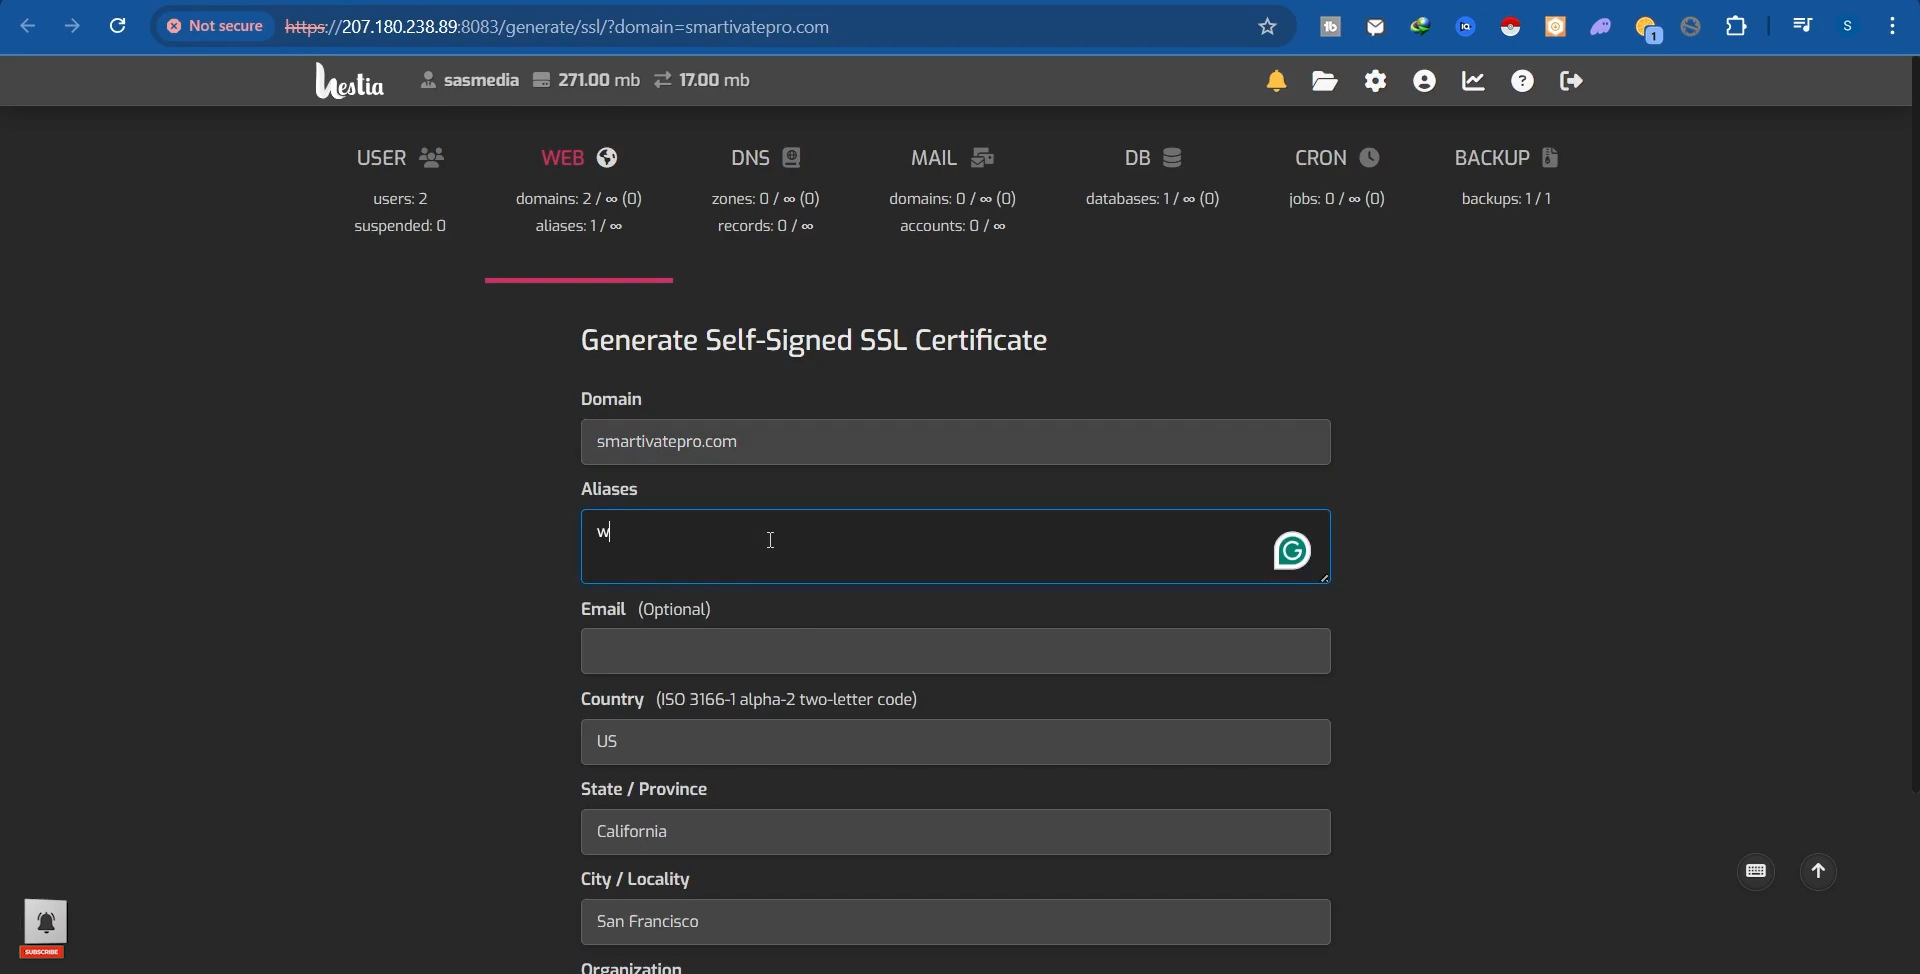 Not secure https://207.180.238.89:8083/generate/ssl/?domain=smartivatepro.com 1 S
hestia sasmedia 271.00 mb 17.00 mb
USER WEB DNS MAIL DB CRON BACKUP
users: 2 domains: 2 / ∞ (0) zones: 0 / ∞ (0) domains: 0 / ∞ (0) databases: 1 / ∞ (0) jobs: 0 / ∞ (0) backups: 1 / 1
suspended: 0 aliases: 1 / ∞ records: 0 / ∞ accounts: 0 / ∞
Generate Self-Signed SSL Certificate
Domain
smartivatepro.com
Aliases
w
Email (Optional)
Country (ISO 3166-1 alpha-2 two-letter code)
US
State / Province
California
City / Locality
San Francisco
SUBSCRIBE
Organization